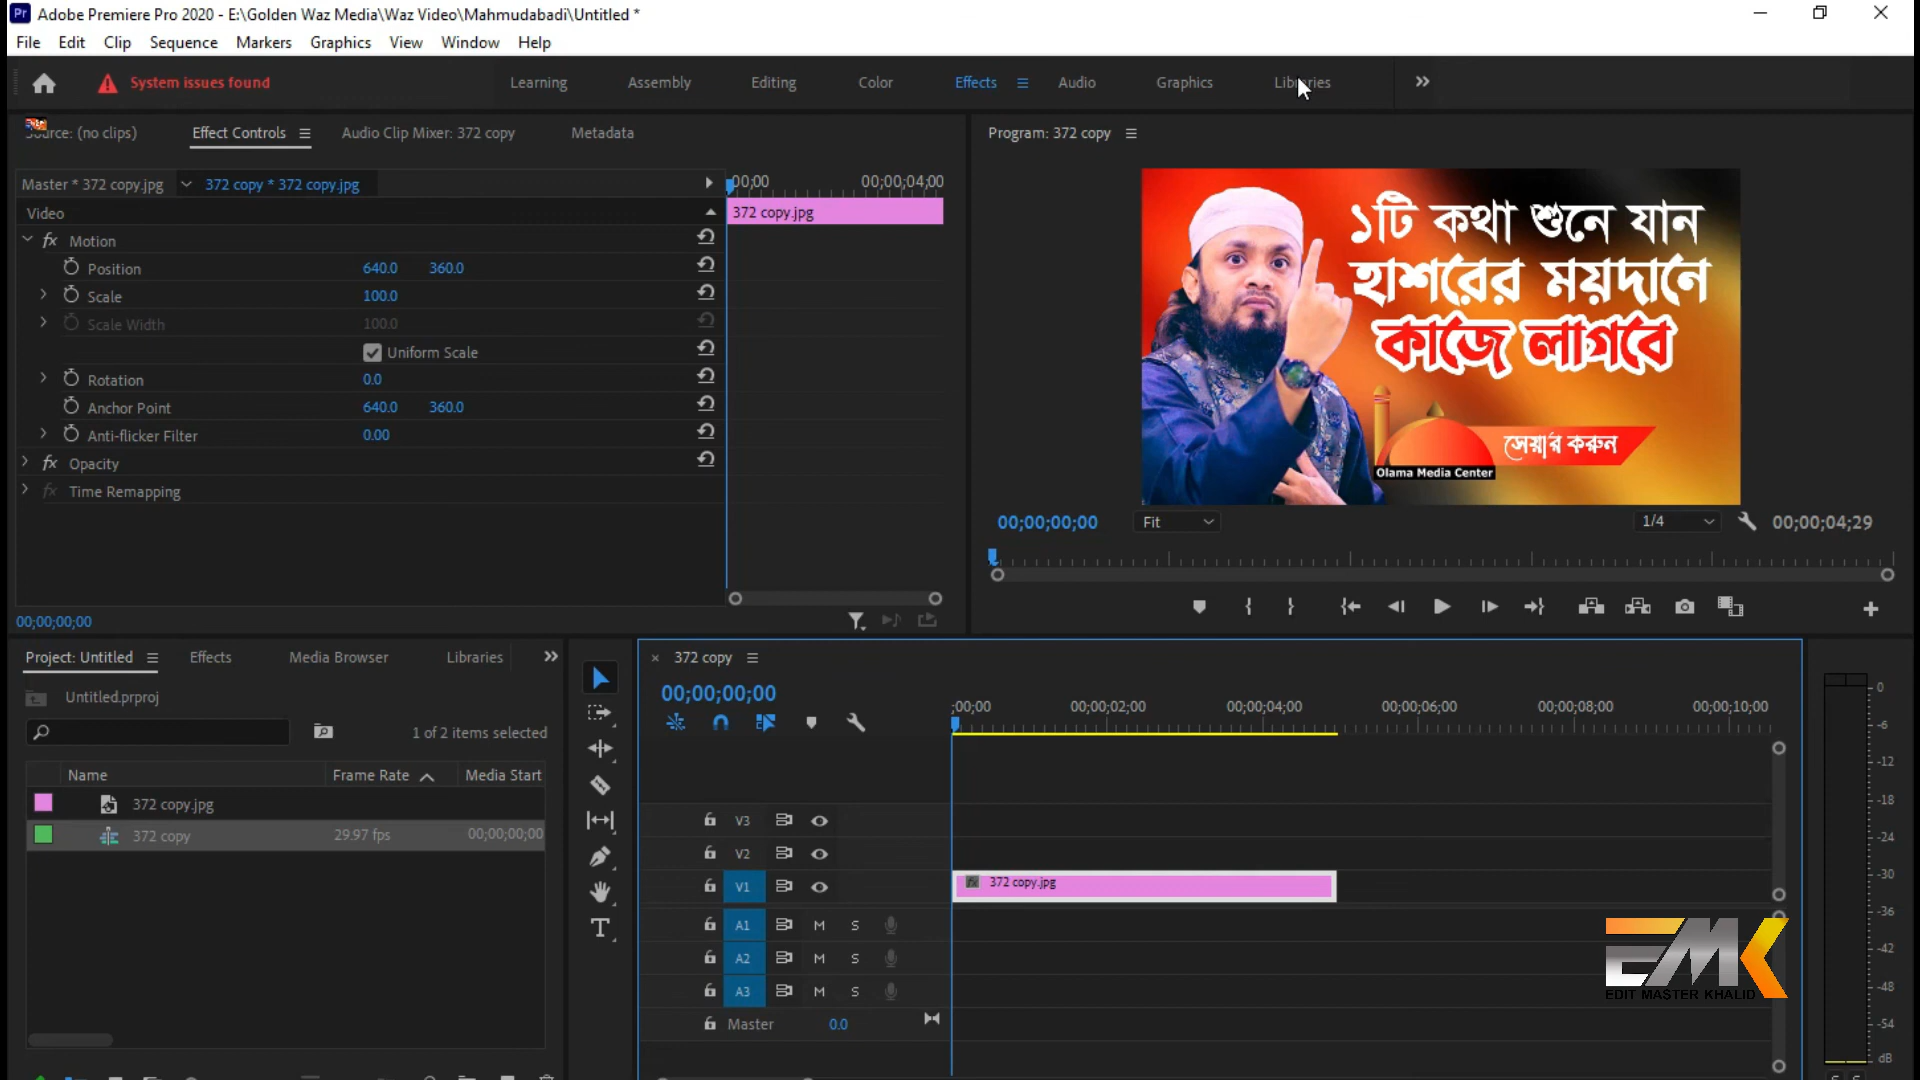 Pr Adobe Premiere Pro 2020 - E:\Golden Waz Media\Waz Video\Mahmudabadi\Untitled *
File Edit Clip Sequence Markers Graphics View Window Help
System issues found Learning Assembly Editing Color Effects Audio Graphics Libraries
Source: (no clips) Effect Controls Audio Clip Mixer: 372 copy Metadata
Master * 372 copy.jpg 372 copy * 372 copy.jpg
;00;00 00;00;04;00
Video
372 copy.jpg
fx Motion
Position 640.0 360.0
Scale 100.0
Scale Width 100.0
Uniform Scale
Rotation 0.0
Anchor Point 640.0 360.0
Anti-flicker Filter 0.00
fx Opacity
fx Time Remapping
00;00;00;00
Program: 372 copy
১টি কথা শুনে যান
হাশরের ময়দানে
কাজে লাগবে
সেয়ার করুন
Olama Media Center
00;00;00;00 Fit 1/4 00;00;04;29
Project: Untitled Effects Media Browser Libraries
Untitled.prproj
1 of 2 items selected
Name Frame Rate Media Start
372 copy.jpg
372 copy 29.97 fps 00;00;00;00
T
372 copy
00;00;00;00
;00;00 00;00;02;00 00;00;04;00 00;00;06;00 00;00;08;00 00;00;10;00
V3
V2
V1 fx 372 copy.jpg
A1 M S
A2 M S
A3 M S
Master 0.0
EMK
EDIT MASTER KHALID
0
-6
-12
-18
-24
-30
-36
-42
-48
-54
dB
S S